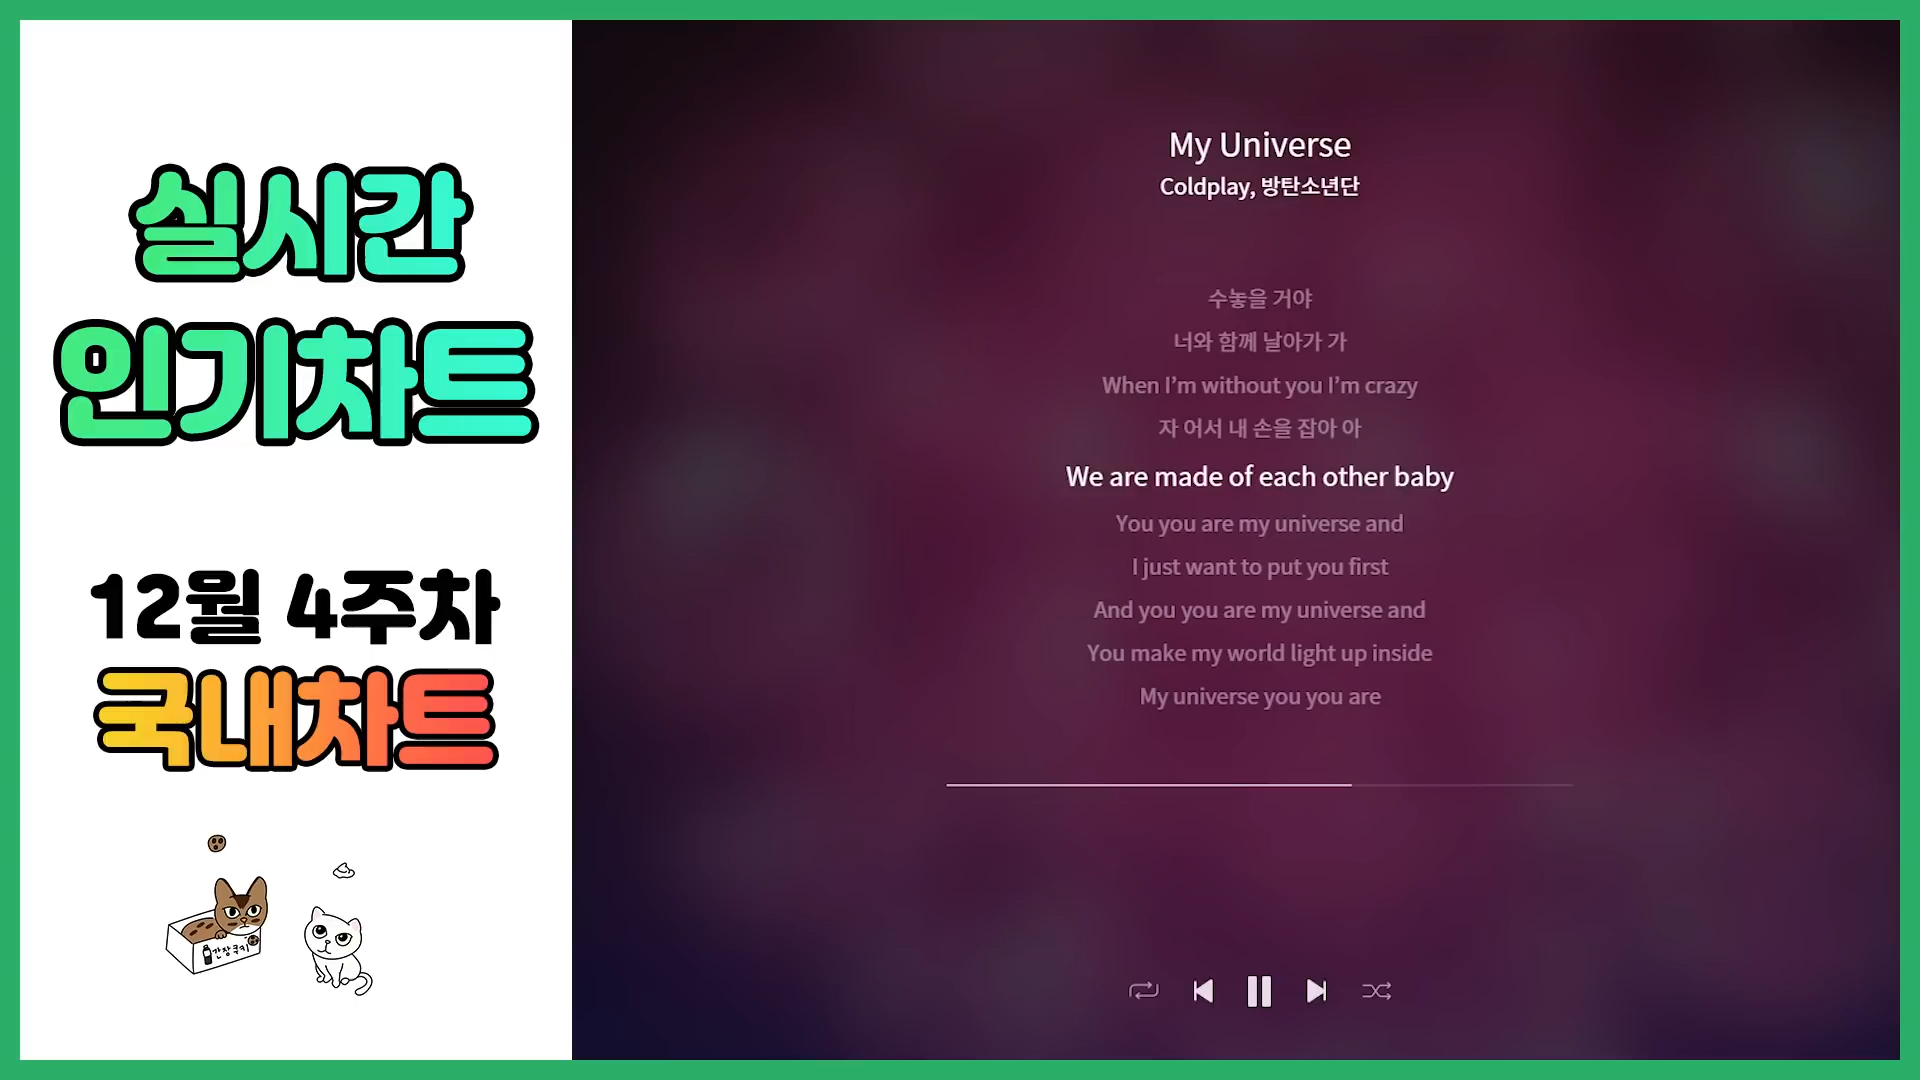 실시간
인기차트
12월 4주차
국내차트
간장쿠키
My Universe
Coldplay, 방탄소년단
수놓을 거야
너와 함께 날아가 가
When I’m without you I’m crazy
자 어서 내 손을 잡아 아
We are made of each other baby
You you are my universe and
I just want to put you first
And you you are my universe and
You make my world light up inside
My universe you you are